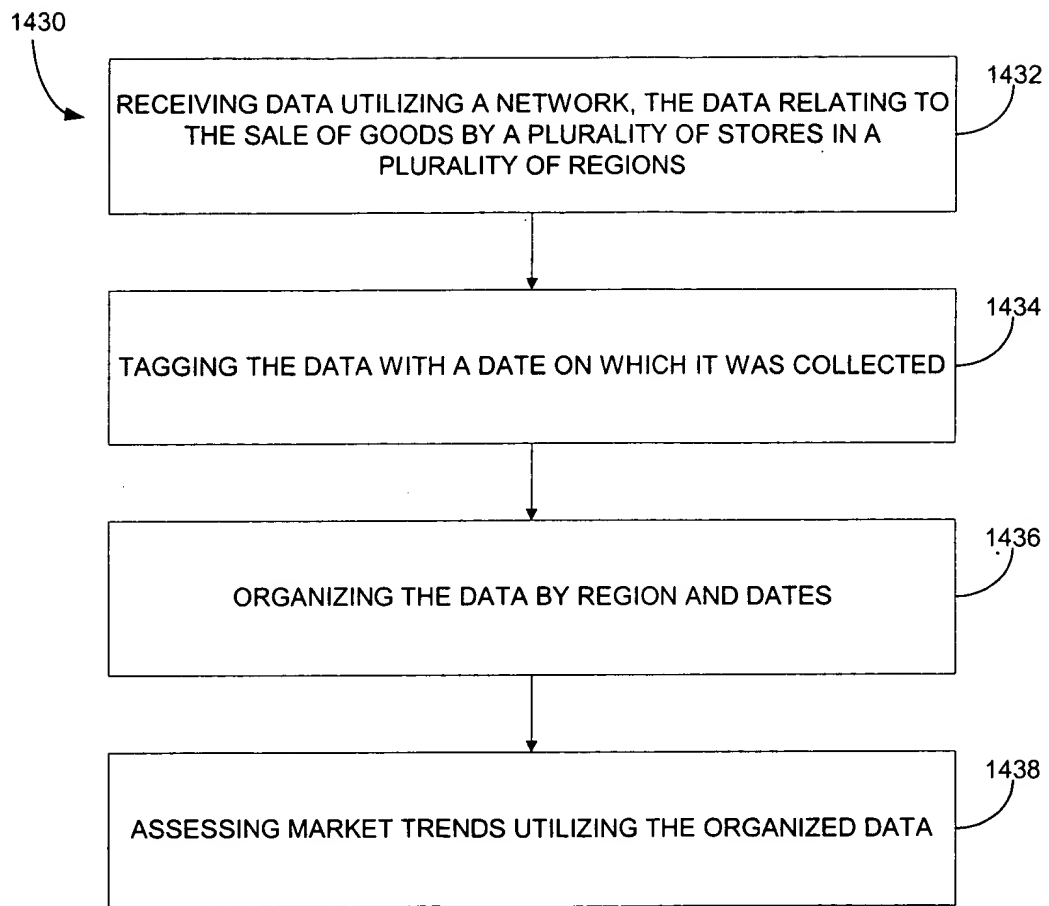 1430
1432
RECEIVING DATA UTILIZING A NETWORK, THE DATA RELATING TO
THE SALE OF GOODS BY A PLURALITY OF STORES IN A
PLURALITY OF REGIONS
1434
TAGGING THE DATA WITH A DATE ON WHICH IT WAS COLLECTED
1436
ORGANIZING THE DATA BY REGION AND DATES
1438
ASSESSING MARKET TRENDS UTILIZING THE ORGANIZED DATA